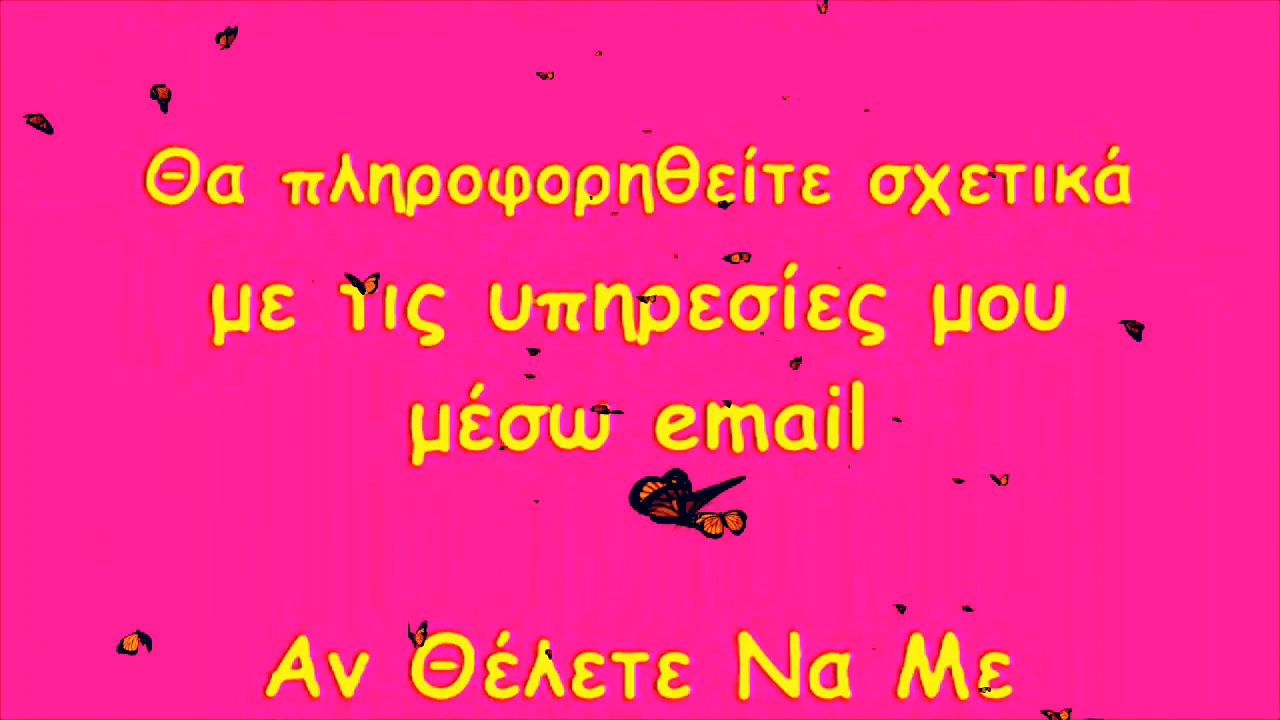 Θα πληροφορηθείτε σχετικά
με τις υπηρεσίες μου
μέσω email
Αν Θέλετε Να Με